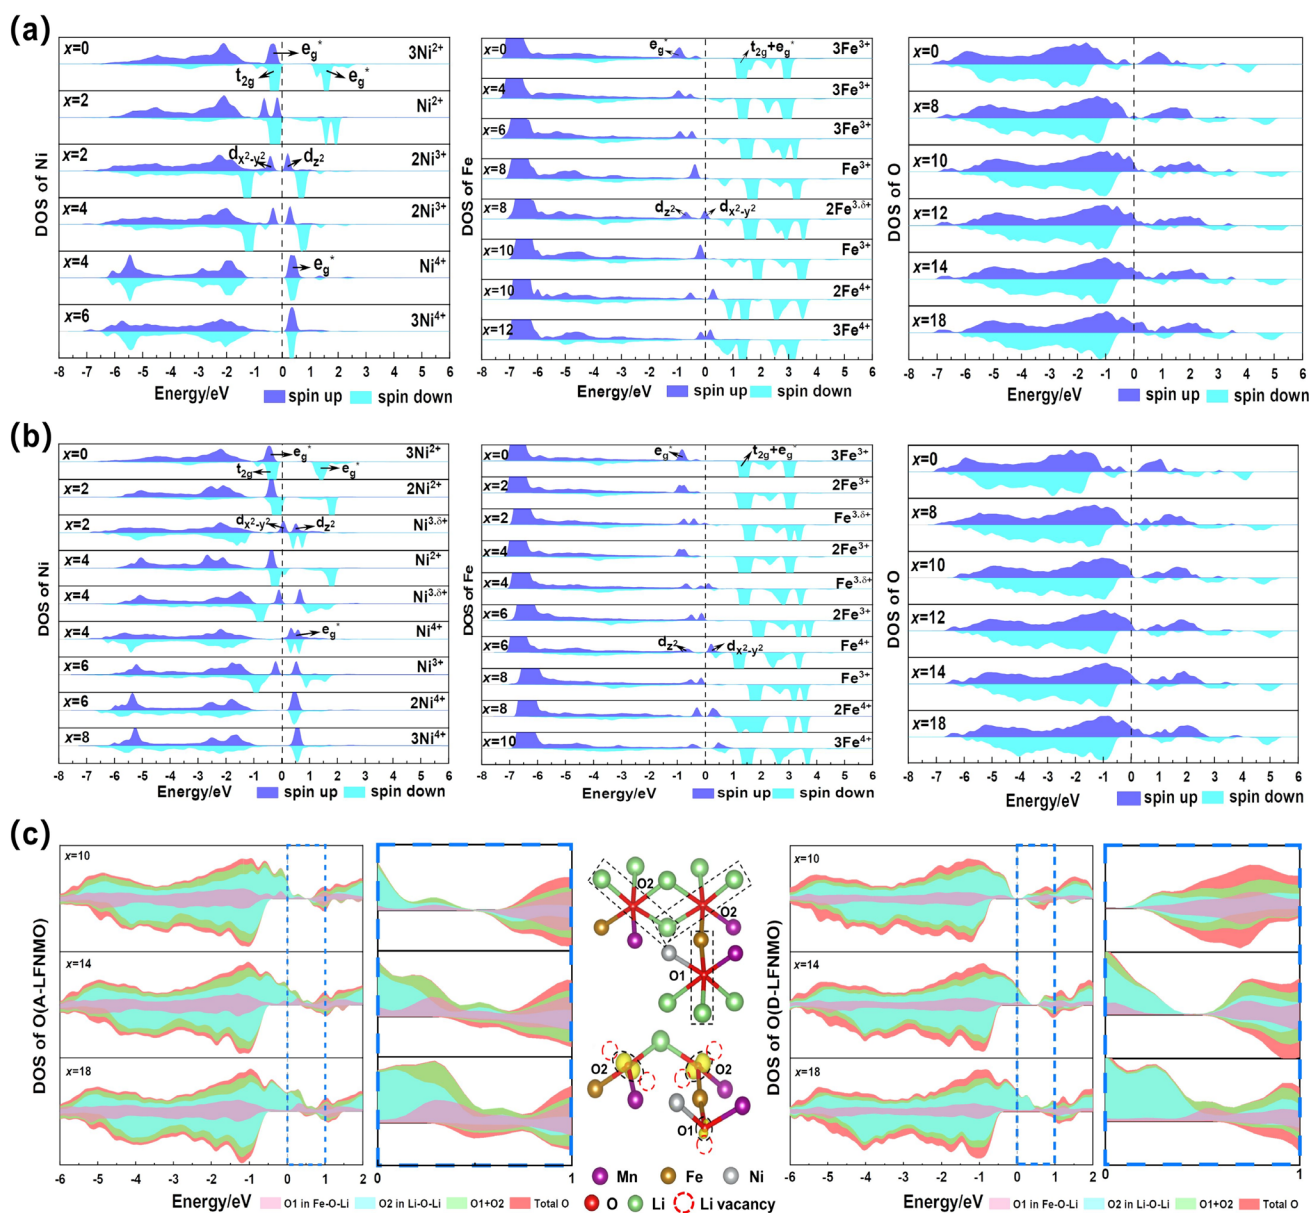 (a)
x=0
3Ni2+
eg*
t2g
eg*
x=2
Ni2+
x=2
2Ni3+
dx2-y2
dz2
x=4
2Ni3+
x=4
Ni4+
eg*
x=6
3Ni4+
DOS of Ni
-8 -7 -6 -5 -4 -3 -2 -1 0 1 2 3 4 5 6
Energy/eV
spin up
spin down
x=0
3Fe3+
eg*
t2g+eg*
x=4
3Fe3+
x=6
3Fe3+
x=8
Fe3+
x=8
2Fe3.δ+
dz2
dx2-y2
x=10
Fe3+
x=10
2Fe4+
x=12
3Fe4+
DOS of Fe
-8 -7 -6 -5 -4 -3 -2 -1 0 1 2 3 4 5 6
Energy/eV
spin up
spin down
x=0
x=8
x=10
x=12
x=14
x=18
DOS of O
-8 -7 -6 -5 -4 -3 -2 -1 0 1 2 3 4 5 6
Energy/eV
spin up
spin down
(b)
x=0
3Ni2+
eg*
t2g
eg*
x=2
2Ni2+
x=2
Ni3.δ+
dx2-y2
dz2
x=4
Ni2+
x=4
Ni3.δ+
x=4
Ni4+
eg*
x=6
Ni3+
x=6
2Ni4+
x=8
3Ni4+
DOS of Ni
-8 -7 -6 -5 -4 -3 -2 -1 0 1 2 3 4 5 6
Energy/eV
spin up
spin down
x=0
3Fe3+
eg*
t2g+eg*
x=2
2Fe3+
x=2
Fe3.δ+
x=4
2Fe3+
x=4
Fe3.δ+
x=6
2Fe3+
x=6
Fe4+
dz2
dx2-y2
x=8
Fe3+
x=8
2Fe4+
x=10
3Fe4+
DOS of Fe
-8 -7 -6 -5 -4 -3 -2 -1 0 1 2 3 4 5 6
Energy/eV
spin up
spin down
x=0
x=8
x=10
x=12
x=14
x=18
DOS of O
-8 -7 -6 -5 -4 -3 -2 -1 0 1 2 3 4 5 6
Energy/eV
spin up
spin down
(c)
x=10
x=14
x=18
DOS of O(A-LFNMO)
-6 -5 -4 -3 -2 -1 0 1 2
0 1
Energy/eV
O1 in Fe-O-Li
O2 in Li-O-Li
O1+O2
Total O
O2
O2
O1
O2
O2
O1
Mn
Fe
Ni
O
Li
Li vacancy
x=10
x=14
x=18
DOS of O(D-LFNMO)
-6 -5 -4 -3 -2 -1 0 1 2
0 1
Energy/eV
O1 in Fe-O-Li
O2 in Li-O-Li
O1+O2
Total O